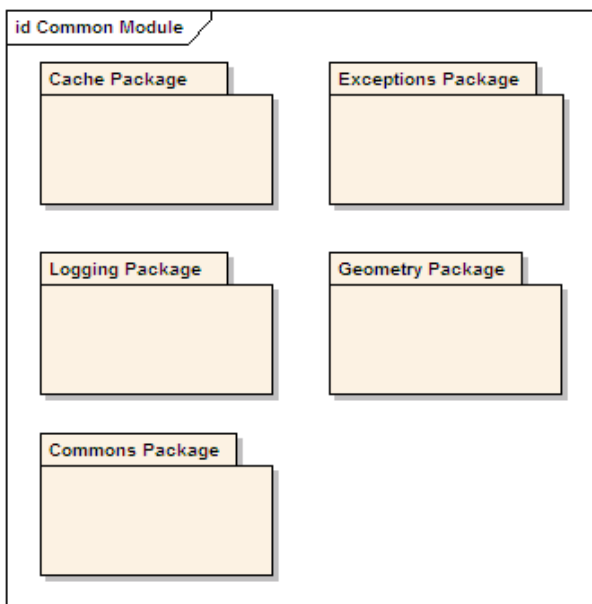 id Common Module
Cache Package
Exceptions Package
Logging Package
Geometry Package
Commons Package